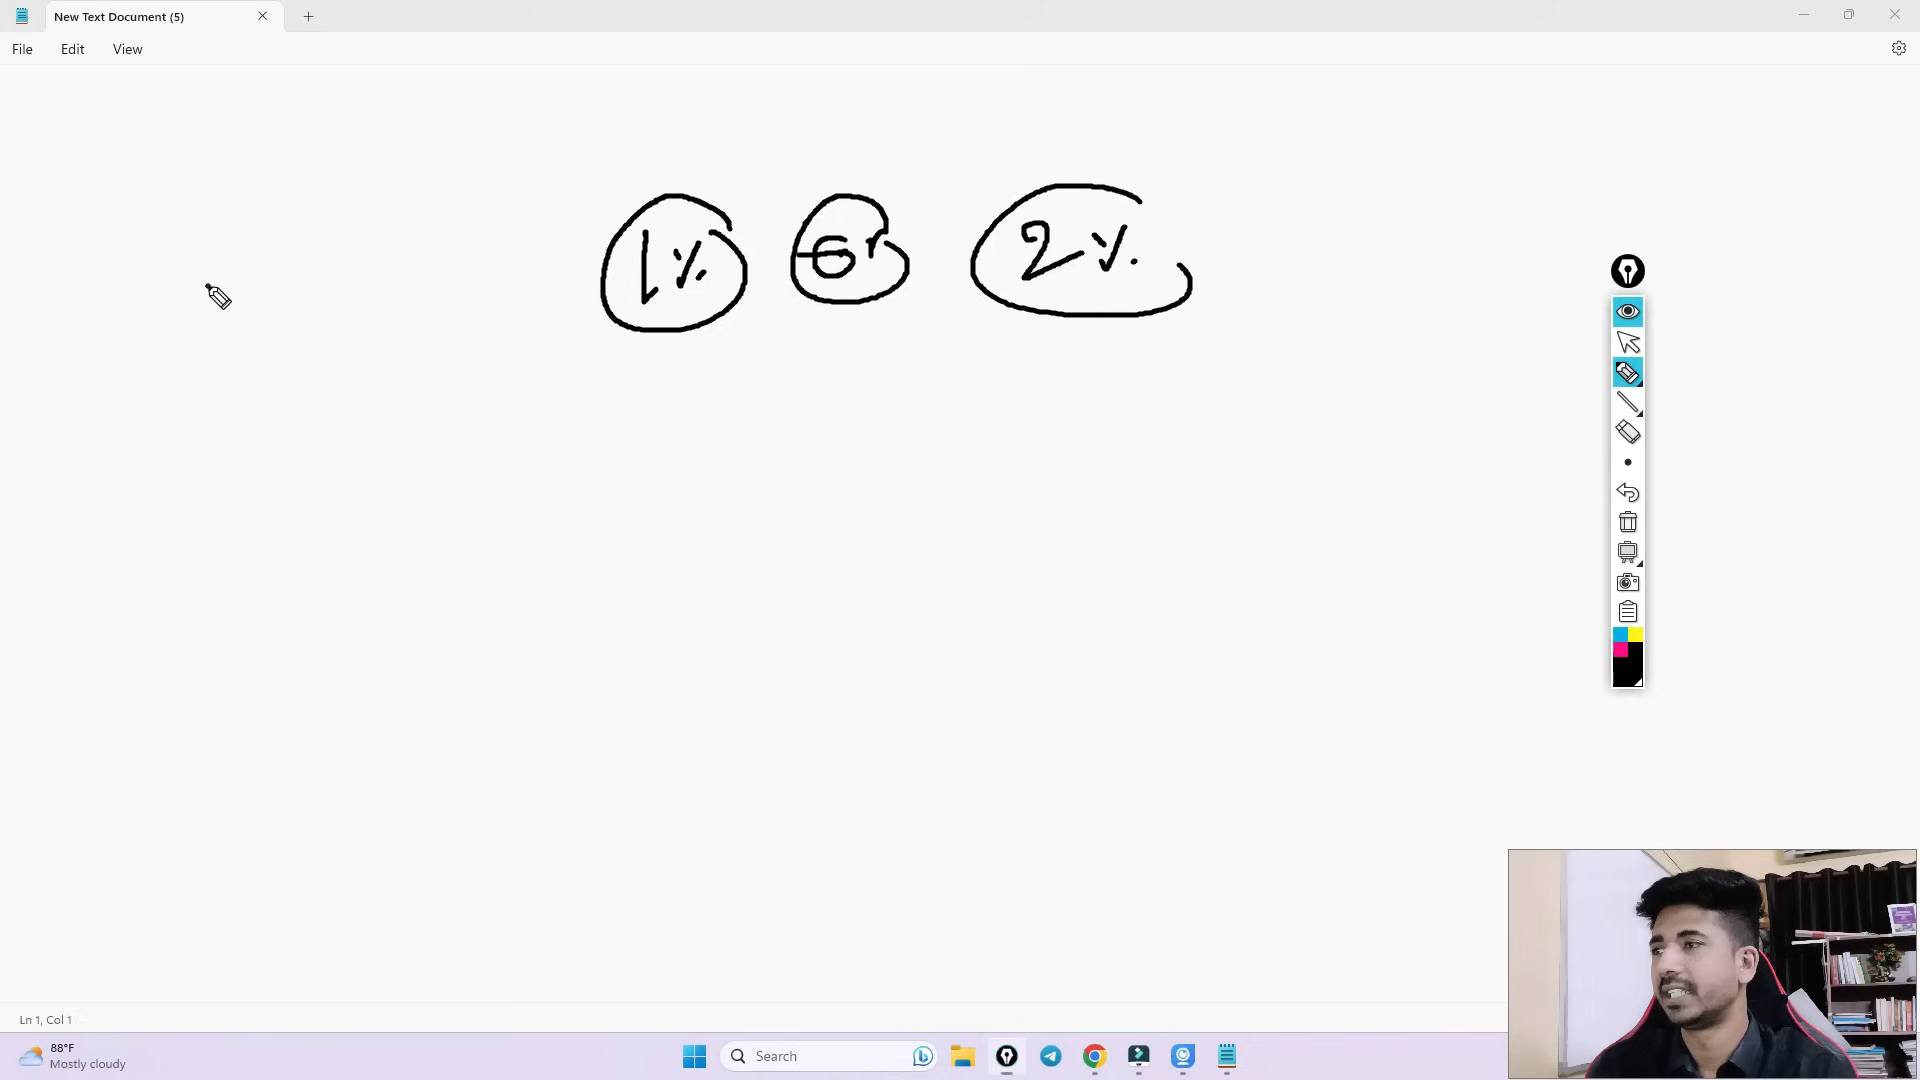 New Text Document (5)
File Edit View
1% or 2%
Ln 1, Col 1
88°F
Mostly cloudy
Search